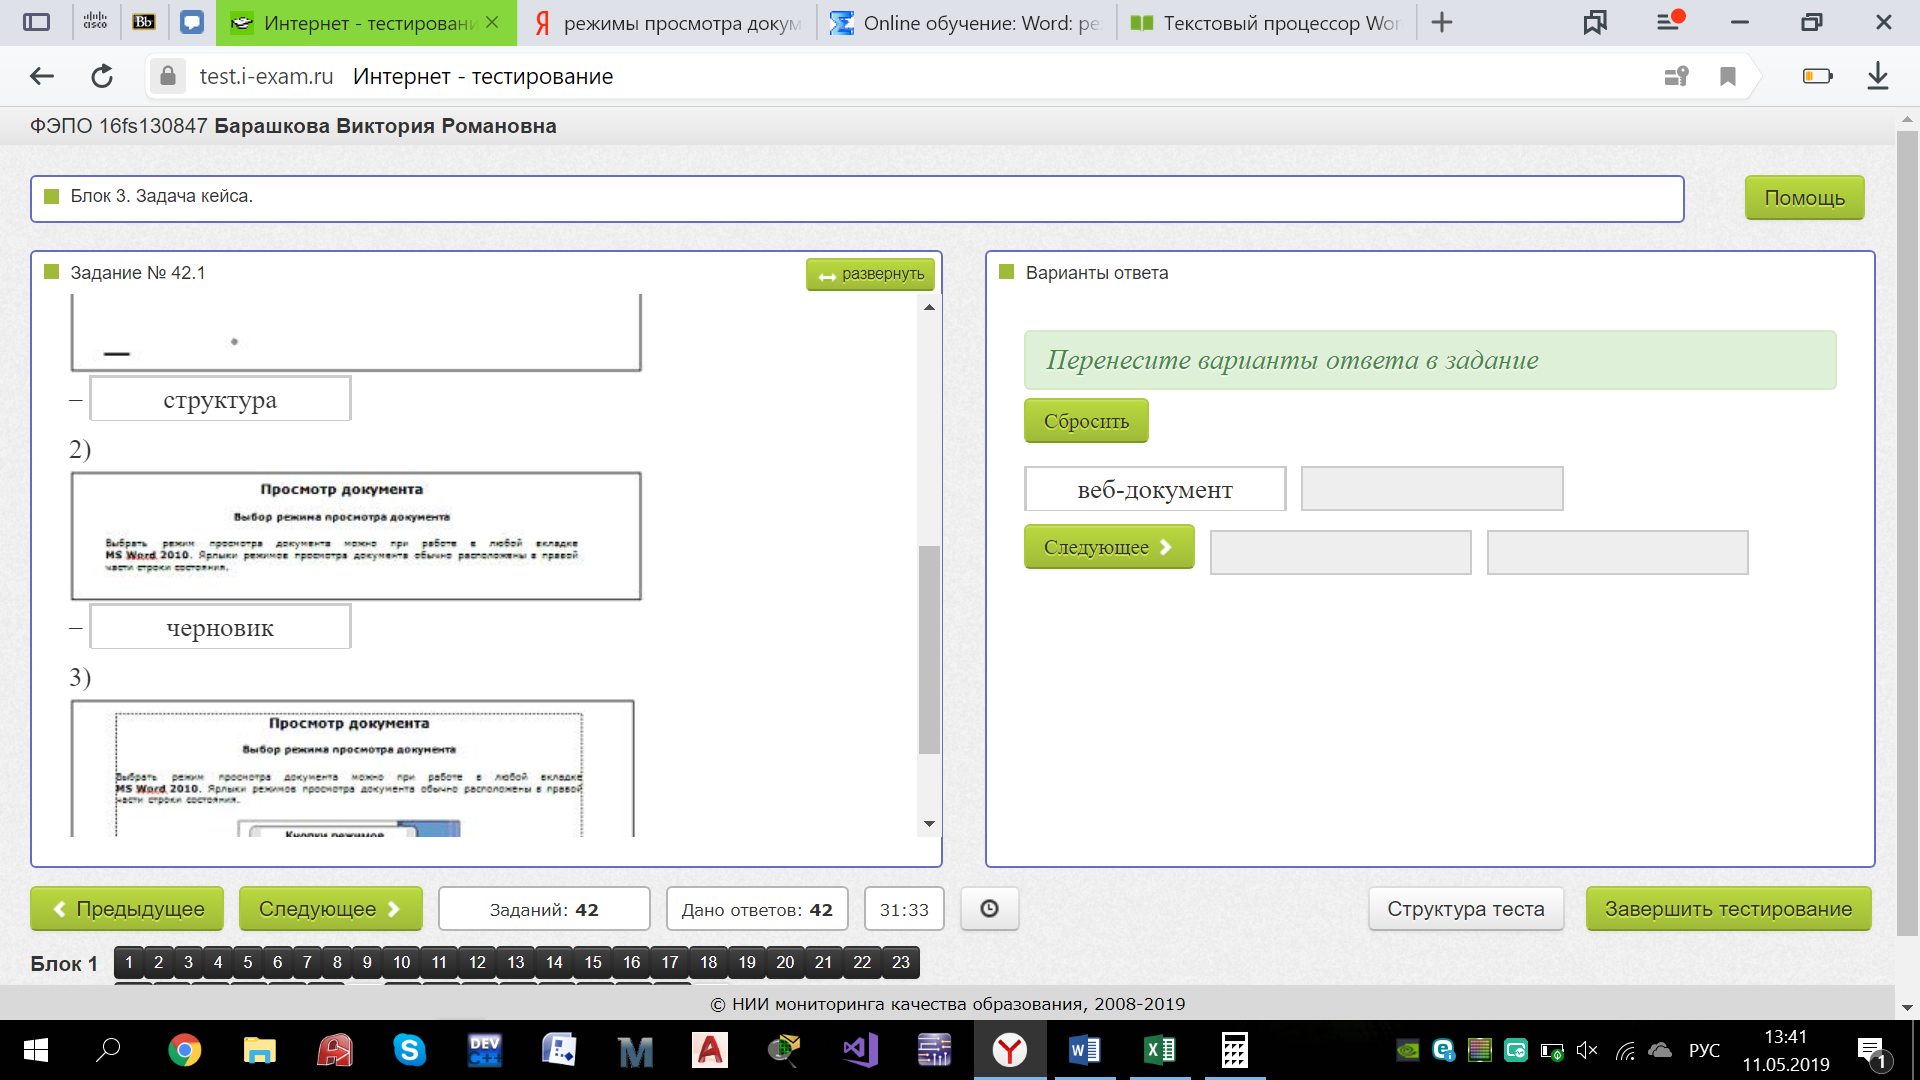 Интернет - тестировани
режимы просмотра докум
Online обучение: Word: ре
Текстовый процессор Wor
test.i-exam.ru Интернет - тестирование
ФЭПО 16fs130847 Барашкова Виктория Романовна
Блок 3. Задача кейса.
Помощь
Задание № 42.1
развернуть
– структура
2)
Просмотр документа
Выбор режима просмотра документа
Выбрать режим просмотра документа можно при работе в любой вкладке
MS Word 2010. Ярлыки режимов просмотра документа обычно расположены в правой
части строки состояния.
– черновик
3)
Просмотр документа
Выбор режима просмотра документа
Выбрать режим просмотра документа можно при работе в любой вкладке
MS Word 2010. Ярлыки режимов просмотра документа обычно расположены в правой
части строки состояния.
Кнопки режимов
Варианты ответа
Перенесите варианты ответа в задание
Сбросить
веб-документ
Следующее
Предыдущее
Следующее
Заданий: 42
Дано ответов: 42
31:33
Структура теста
Завершить тестирование
Блок 1 1 2 3 4 5 6 7 8 9 10 11 12 13 14 15 16 17 18 19 20 21 22 23
© НИИ мониторинга качества образования, 2008-2019
РУС
13:41
11.05.2019
1